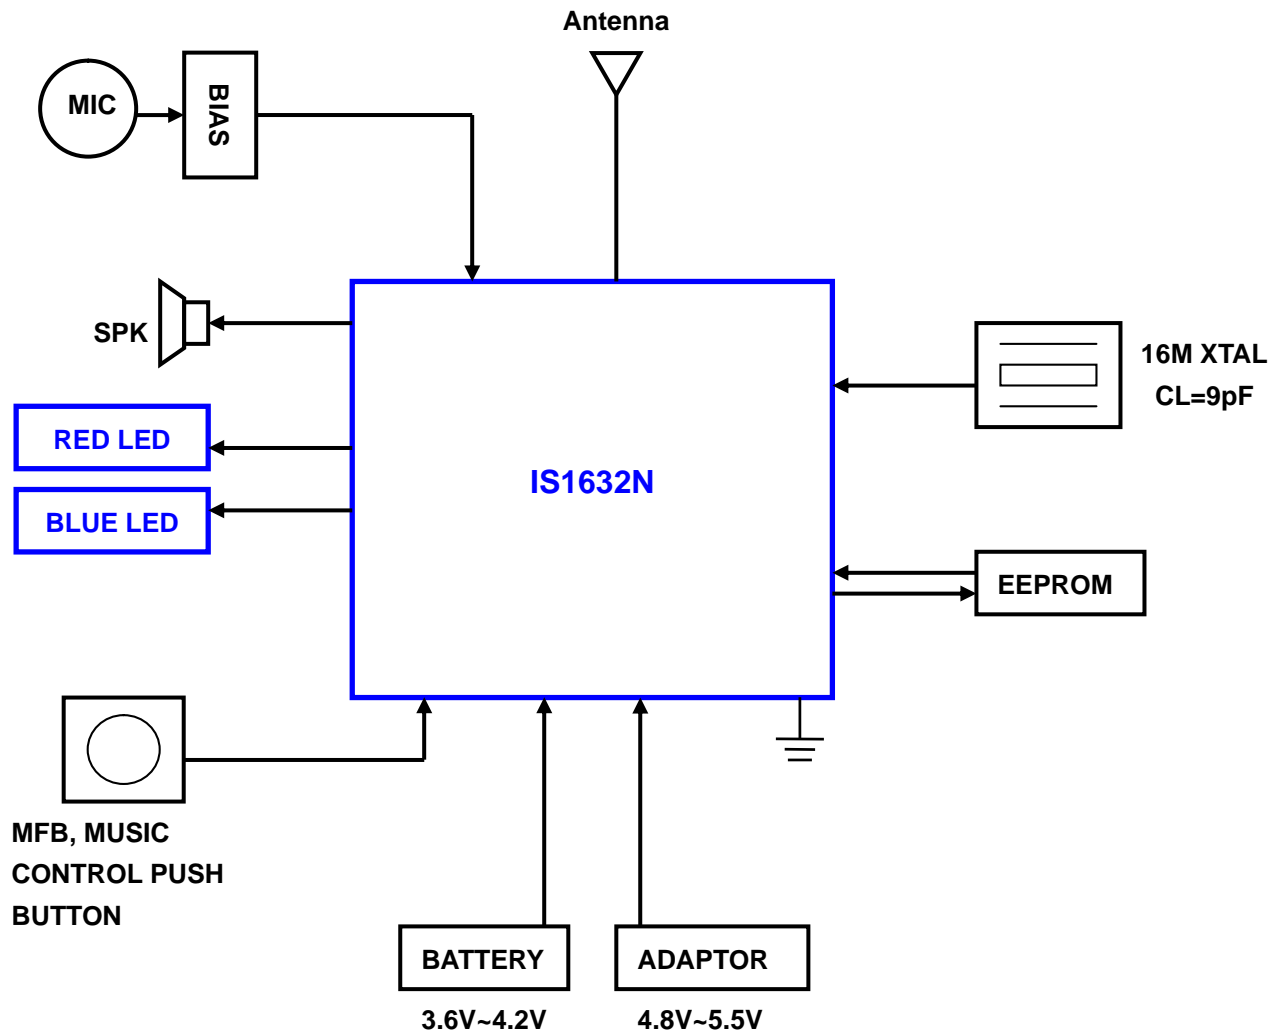 Antenna
MIC
BIAS
SPK
16M XTAL
CL=9pF
RED LED
IS1632N
BLUE LED
EEPROM
MFB, MUSIC
CONTROL PUSH
BUTTON
BATTERY
ADAPTOR
3.6V~4.2V
4.8V~5.5V